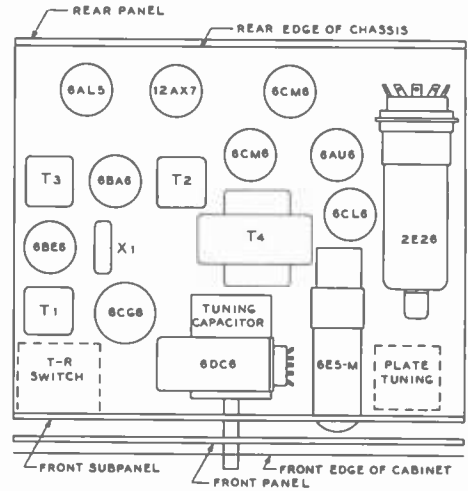 REAR PANEL
REAR EDGE OF CHASSIS
6AL5
12AX7
6CM6
6CM6
6AU6
T3
6BA6
T2
6CL6
6BE6
X1
T4
2E26
T1
6CG6
TUNING
CAPACITOR
T-R
SWITCH
6DC6
6E5-M
PLATE
TUNING
FRONT SUBPANEL
FRONT PANEL
FRONT EDGE OF CABINET